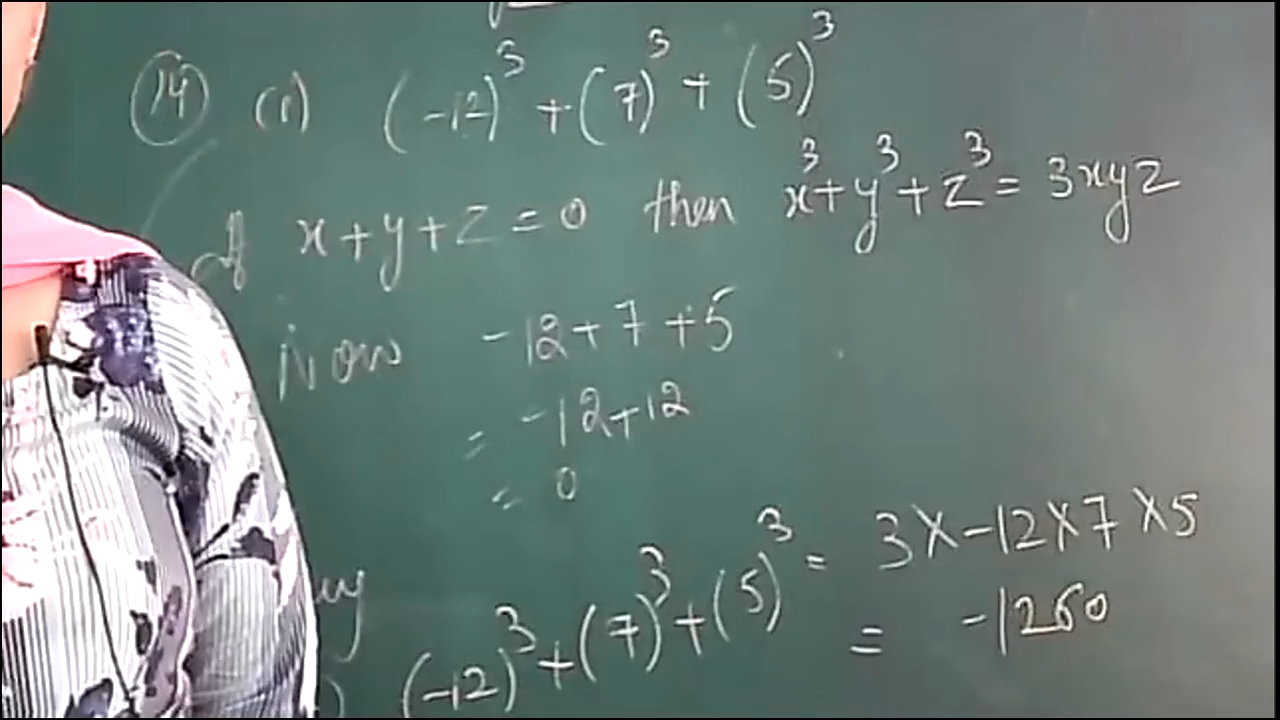 (14) (i) (-12)³ + (7)³ + (5)³
If x+y+z=0 then x³+y³+z³ = 3xyz
Now -12+7+5
= -12+12
= 0
(-12)³+(7)³+(5)³ = 3×-12×7×5
= -1260